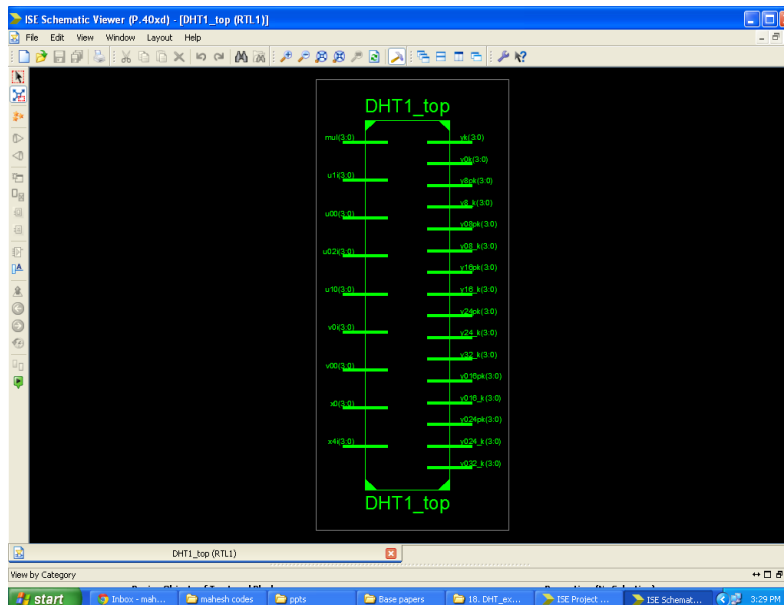 ISE Schematic Viewer (P.40xd) - [DHT1_top (RTL1)]
File Edit View Window Layout Help
DHT1_top
mul(3:0)
u1i(3:0)
u00(3:0)
u02i(3:0)
u10(3:0)
v0i(3:0)
v00(3:0)
x0(3:0)
x4i(3:0)
yk(3:0)
y0k(3:0)
y8pk(3:0)
y8_k(3:0)
y08pk(3:0)
y08_k(3:0)
y16pk(3:0)
y16_k(3:0)
y24pk(3:0)
y24_k(3:0)
y32_k(3:0)
y016pk(3:0)
y016_k(3:0)
y024pk(3:0)
y024_k(3:0)
y032_k(3:0)
DHT1_top
DHT1_top (RTL1)
View by Category
start
Inbox - mah...
mahesh codes
ppts
Base papers
18. DHT_ex...
ISE Project ...
ISE Schemat...
3:29 PM